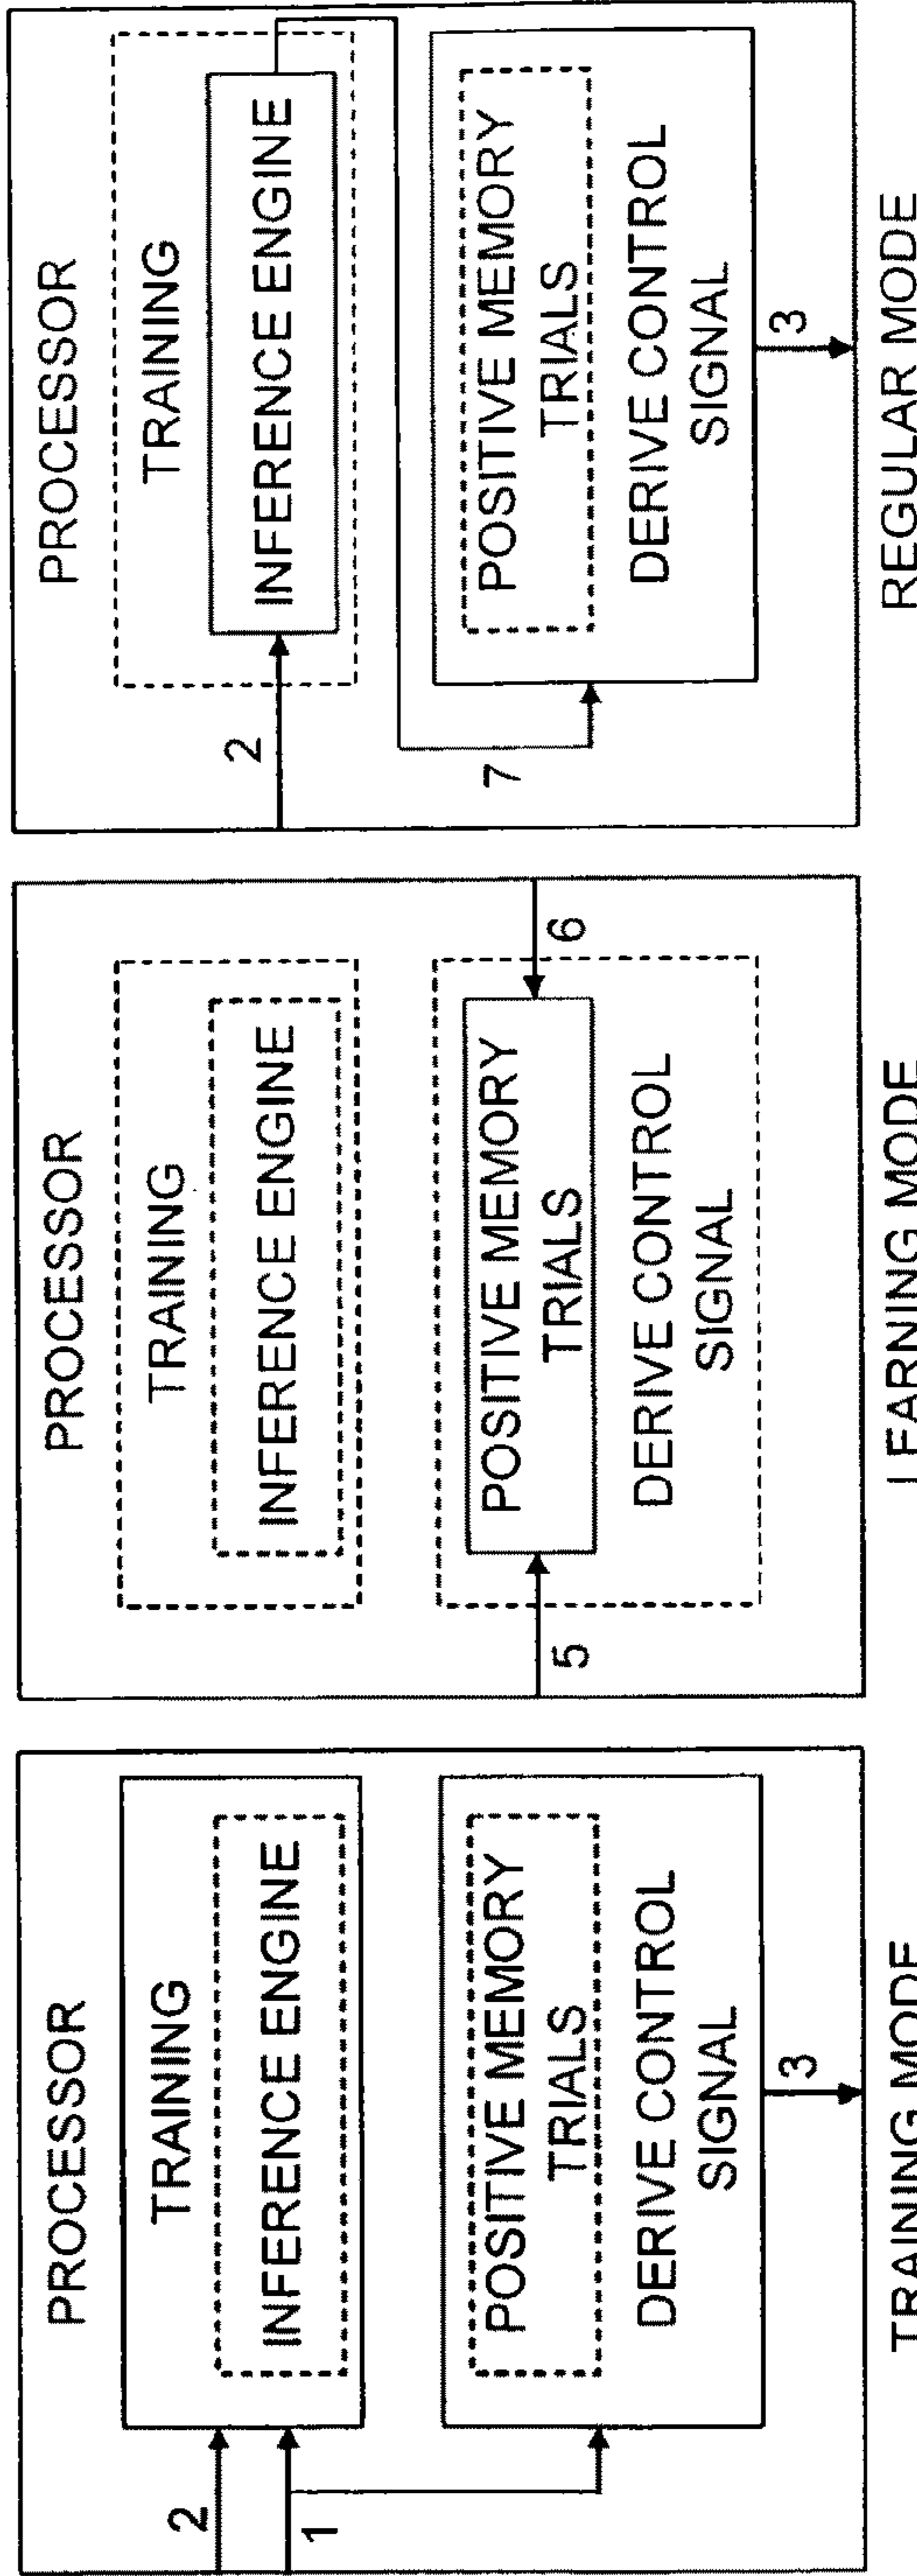 PROCESSOR
TRAINING
INFERENCE ENGINE
2
1
POSITIVE MEMORY
TRIALS
DERIVE CONTROL
SIGNAL
3
TRAINING MODE
PROCESSOR
TRAINING
INFERENCE ENGINE
POSITIVE MEMORY
TRIALS
5
6
DERIVE CONTROL
SIGNAL
LEARNING MODE
PROCESSOR
TRAINING
INFERENCE ENGINE
2
7
POSITIVE MEMORY
TRIALS
DERIVE CONTROL
SIGNAL
3
REGULAR MODE